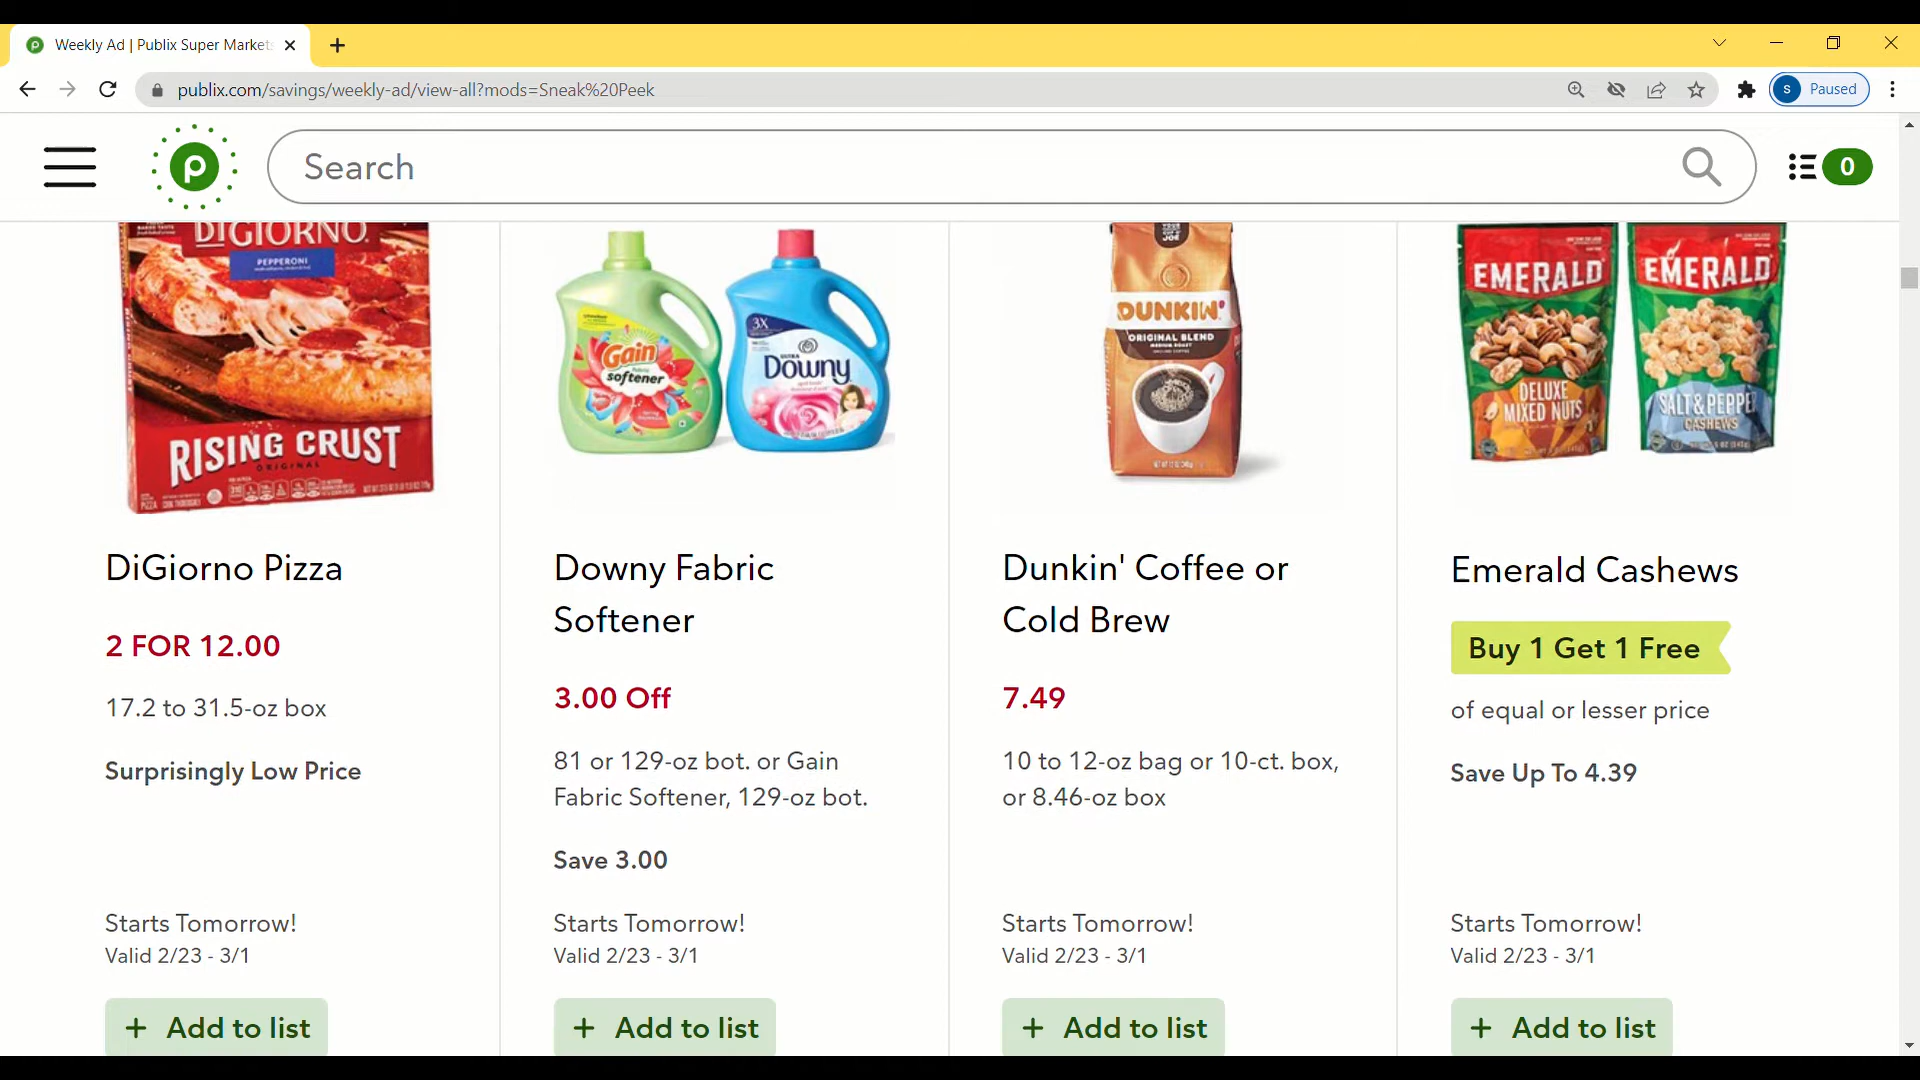 Weekly Ad | Publix Super Markets
publix.com/savings/weekly-ad/view-all?mods=Sneak%20Peek
S
Paused
p
Search
0
DIGIORNO
PEPPERONI
RISING CRUST
ORIGINAL
Gain
softener
3X
ULTRA
Downy
DUNKIN'
ORIGINAL BLEND
MEDIUM ROAST
GROUND COFFEE
EMERALD
DELUXE
MIXED NUTS
EMERALD
SALT & PEPPER
CASHEWS
DiGiorno Pizza
2 FOR 12.00
17.2 to 31.5-oz box
Surprisingly Low Price
Starts Tomorrow!
Valid 2/23 - 3/1
+ Add to list
Downy Fabric
Softener
3.00 Off
81 or 129-oz bot. or Gain
Fabric Softener, 129-oz bot.
Save 3.00
Starts Tomorrow!
Valid 2/23 - 3/1
+ Add to list
Dunkin' Coffee or
Cold Brew
7.49
10 to 12-oz bag or 10-ct. box,
or 8.46-oz box
Starts Tomorrow!
Valid 2/23 - 3/1
+ Add to list
Emerald Cashews
Buy 1 Get 1 Free
of equal or lesser price
Save Up To 4.39
Starts Tomorrow!
Valid 2/23 - 3/1
+ Add to list